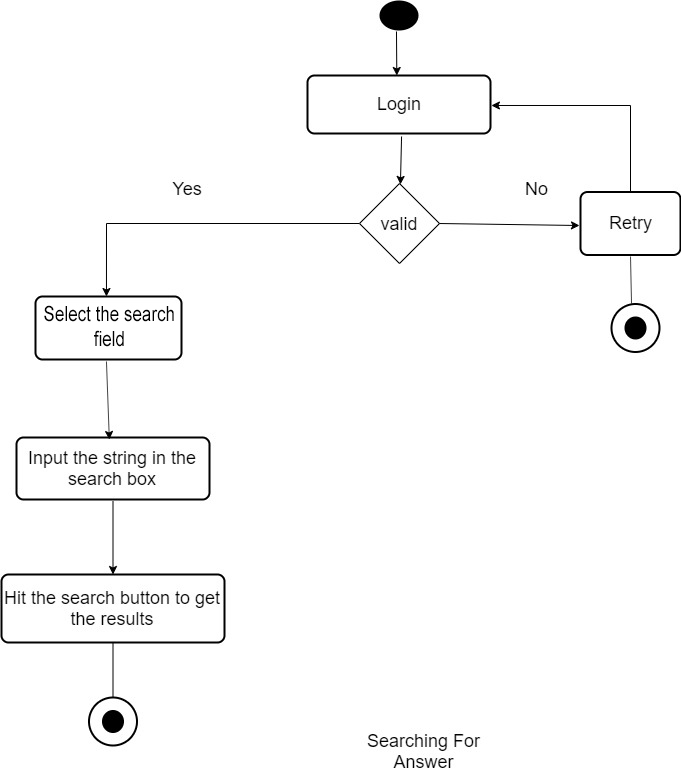 Login
Yes
No
valid
Retry
Select the search
field
Input the string in the
search box
Hit the search button to get
the results
Searching For
Answer